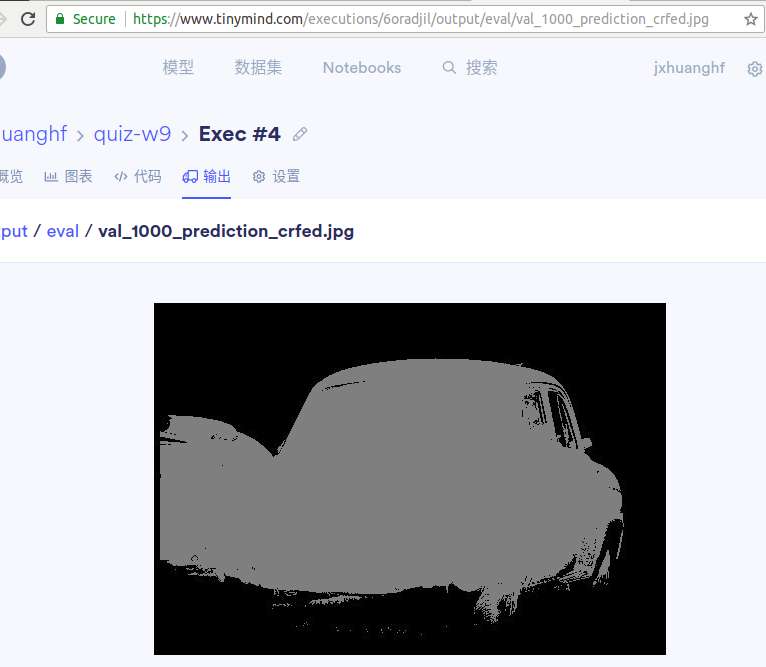 Secure https://www.tinymind.com/executions/6oradjil/output/eval/val_1000_prediction_crfed.jpg
模型 数据集 Notebooks 搜索 jxhuanghf
uanghf > quiz-w9 > Exec #4
概览 图表 </> 代码 输出 设置
put / eval / val_1000_prediction_crfed.jpg